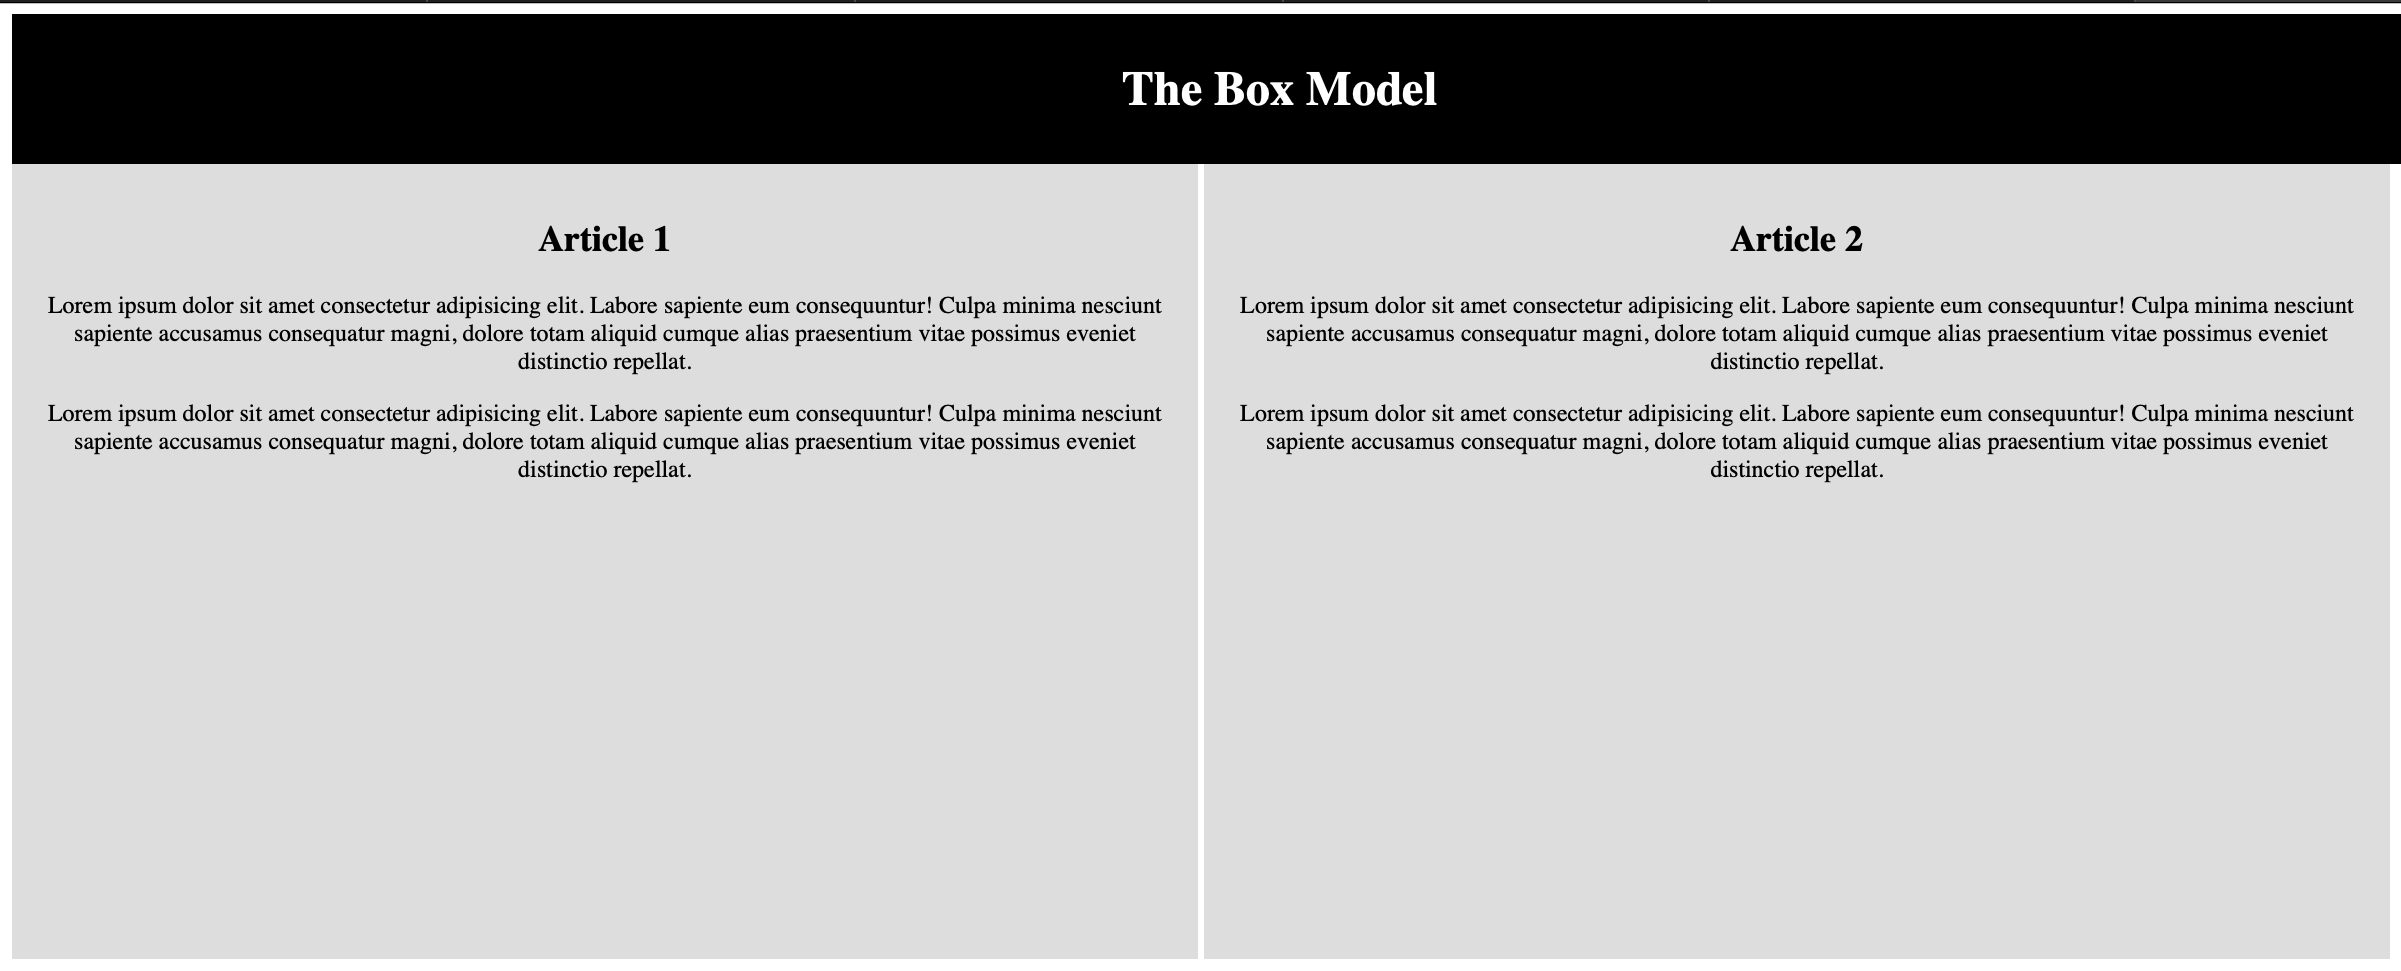 The Box Model
Article 1
Lorem ipsum dolor sit amet consectetur adipisicing elit. Labore sapiente eum consequuntur! Culpa minima nesciunt
sapiente accusamus consequatur magni, dolore totam aliquid cumque alias praesentium vitae possimus eveniet
distinctio repellat.
Lorem ipsum dolor sit amet consectetur adipisicing elit. Labore sapiente eum consequuntur! Culpa minima nesciunt
sapiente accusamus consequatur magni, dolore totam aliquid cumque alias praesentium vitae possimus eveniet
distinctio repellat.
Article 2
Lorem ipsum dolor sit amet consectetur adipisicing elit. Labore sapiente eum consequuntur! Culpa minima nesciunt
sapiente accusamus consequatur magni, dolore totam aliquid cumque alias praesentium vitae possimus eveniet
distinctio repellat.
Lorem ipsum dolor sit amet consectetur adipisicing elit. Labore sapiente eum consequuntur! Culpa minima nesciunt
sapiente accusamus consequatur magni, dolore totam aliquid cumque alias praesentium vitae possimus eveniet
distinctio repellat.